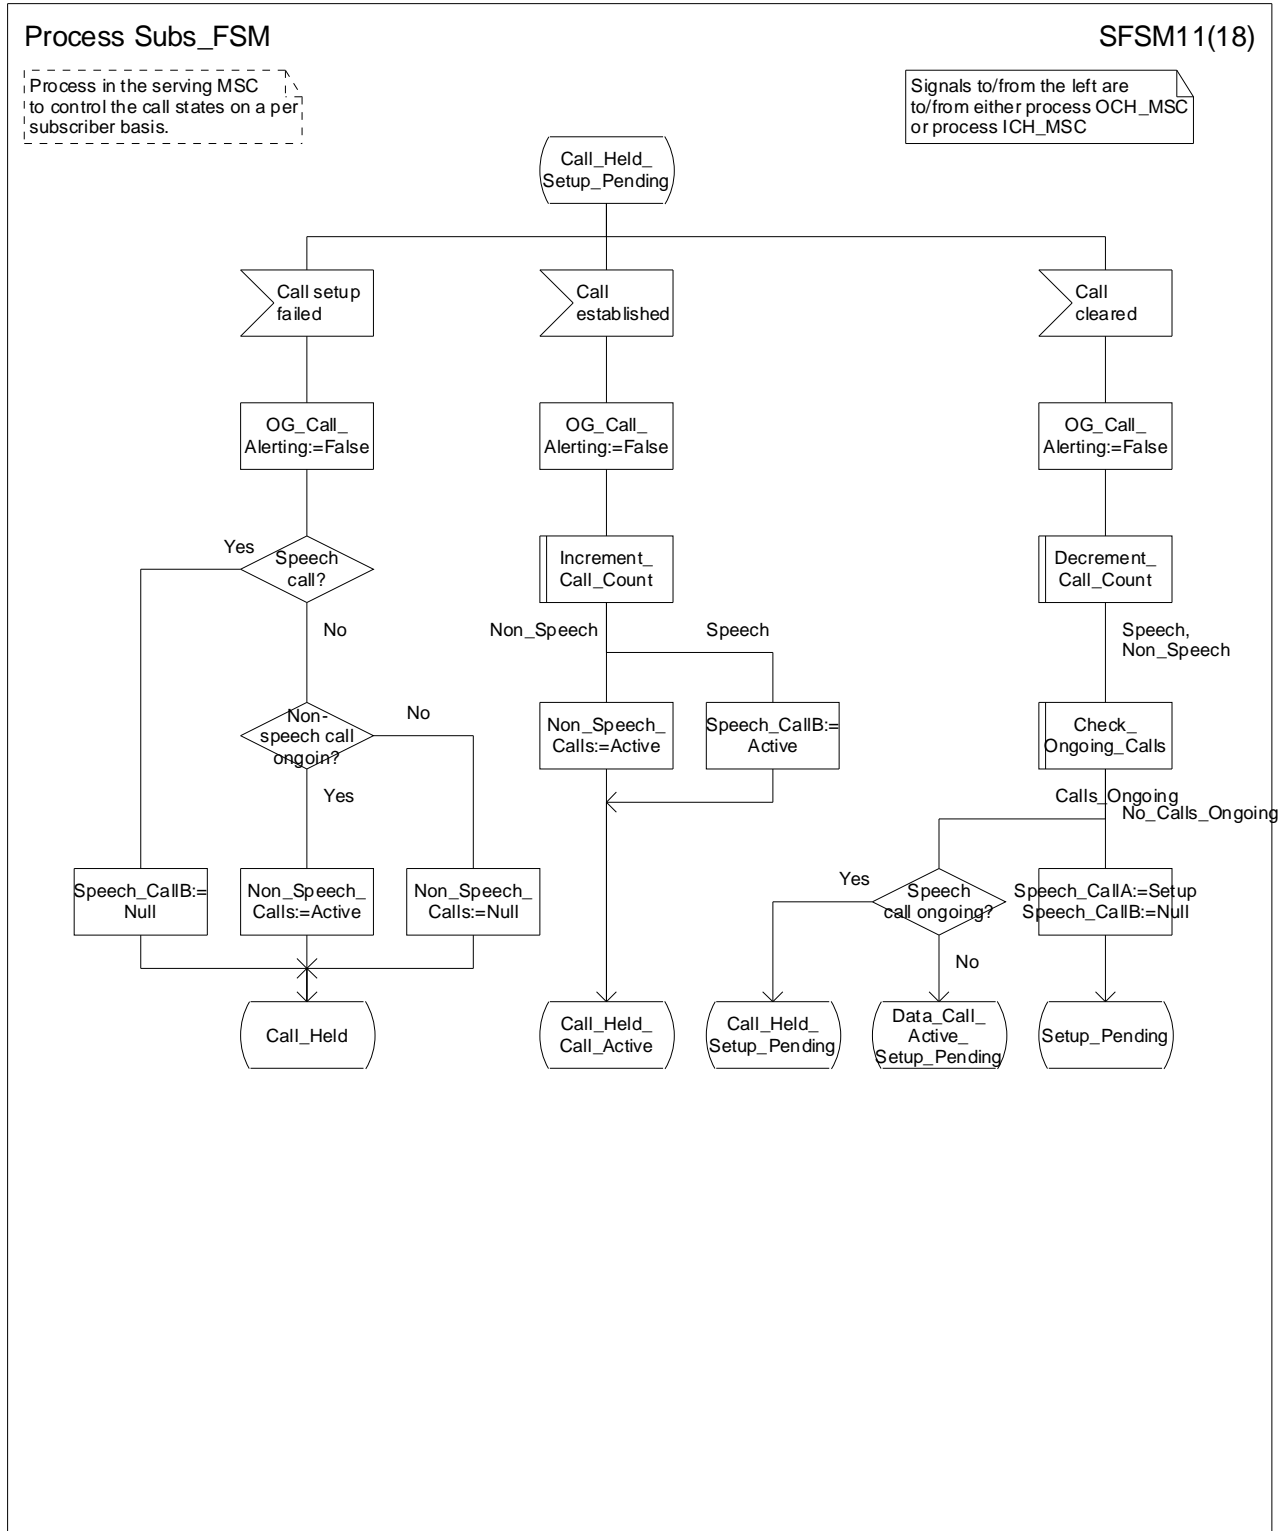 Process Subs_FSM
SFSM11(18)
Process in the serving MSC
to control the call states on a per
subscriber basis.
Signals to/from the left are
to/from either process OCH_MSC
or process ICH_MSC
Call_Held_
Setup_Pending
Call setup
failed
Call
established
Call
cleared
OG_Call_
Alerting:=False
OG_Call_
Alerting:=False
OG_Call_
Alerting:=False
Yes
Speech
call?
No
Increment_
Call_Count
Decrement_
Call_Count
Non_Speech
Speech
Speech,
Non_Speech
Non-
speech call
ongoin?
No
Yes
Non_Speech_
Calls:=Active
Speech_CallB:=
Active
Check_
Ongoing_Calls
Calls_Ongoing
No_Calls_Ongoing
Speech_CallB:=
Null
Non_Speech_
Calls:=Active
Non_Speech_
Calls:=Null
Yes
Speech
call ongoing?
No
Speech_CallA:=Setup
Speech_CallB:=Null
Call_Held
Call_Held_
Call_Active
Call_Held_
Setup_Pending
Data_Call_
Active_
Setup_Pending
Setup_Pending